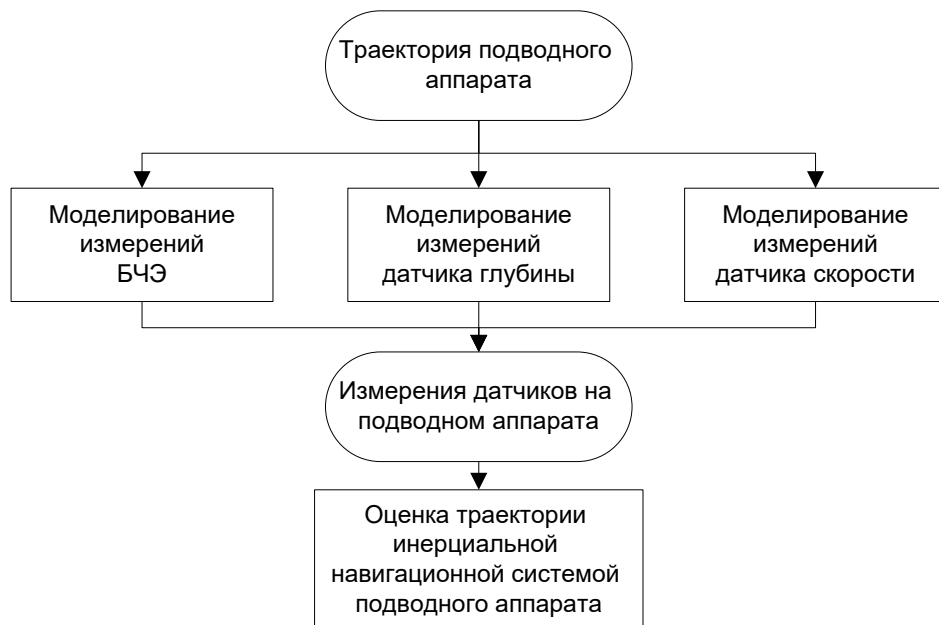 Траектория подводного
аппарата
Моделирование
измерений
БЧЭ
Моделирование
измерений
датчика глубины
Моделирование
измерений
датчика скорости
Измерения датчиков на
подводном аппарата
Оценка траектории
инерциальной
навигационной системой
подводного аппарата